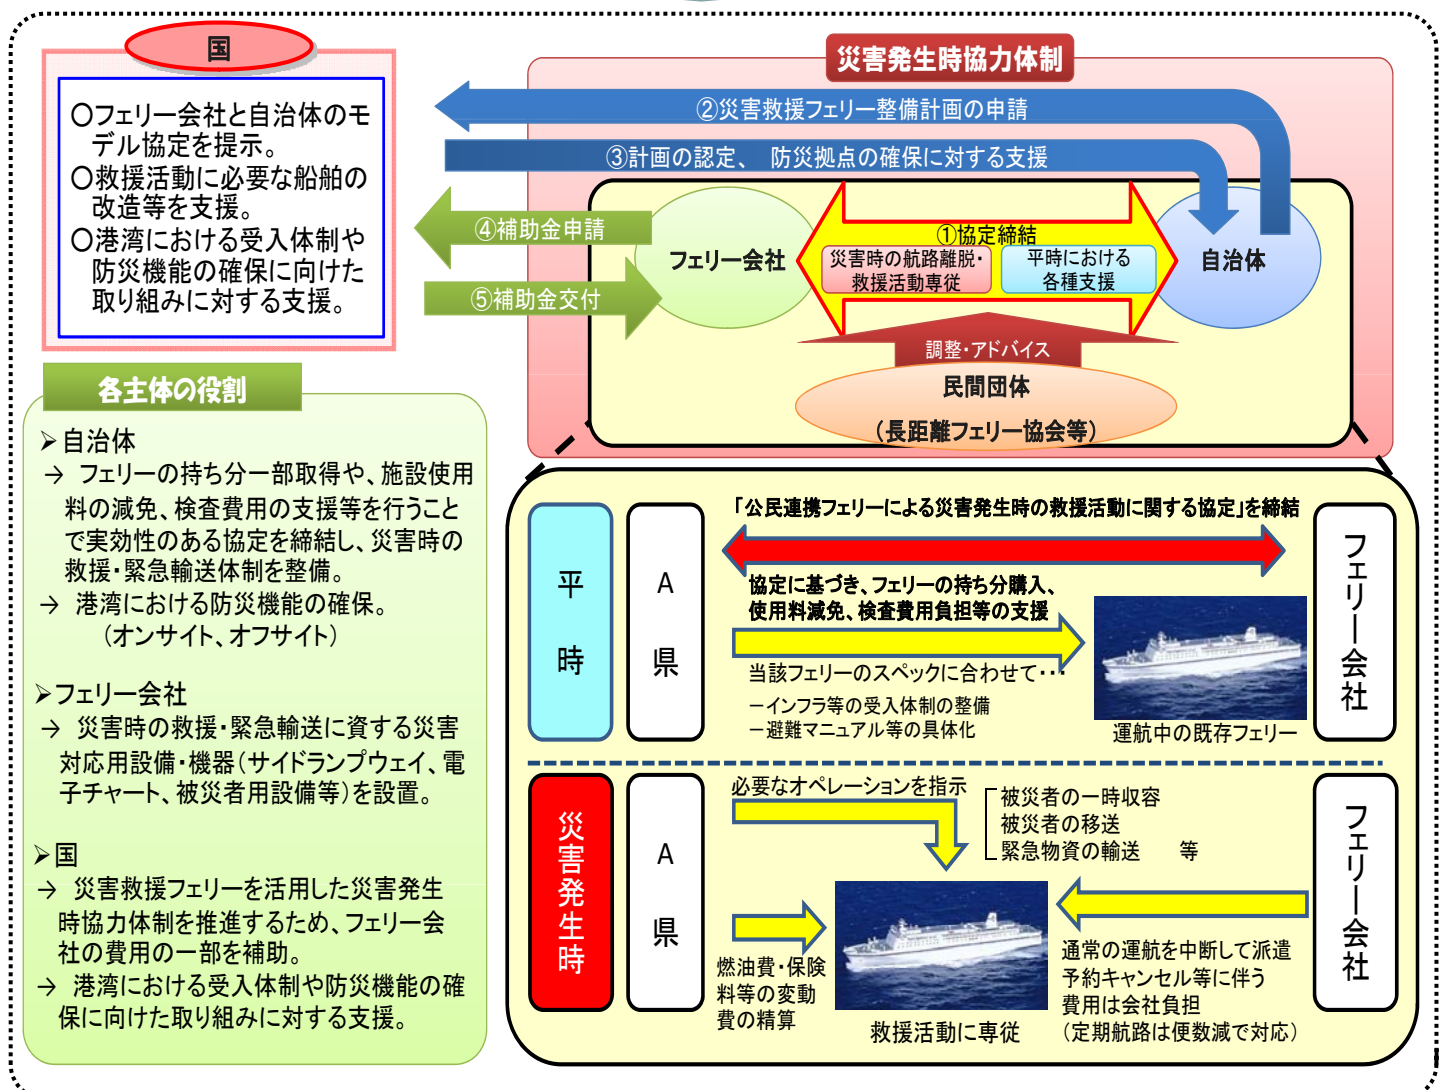 国
〇フェリー会社と自治体のモ
デル協定を提示。
〇救援活動に必要な船舶の
改造等を支援。
〇港湾における受入体制や
防災機能の確保に向けた
取り組みに対する支援。
災害発生時協力体制
②災害救援フェリー整備計画の申請
③計画の認定、 防災拠点の確保に対する支援
④補助金申請
⑤補助金交付
フェリー会社
①協定締結
災害時の航路離脱・
救援活動専従
平時における
各種支援
自治体
調整・アドバイス
民間団体
（長距離フェリー協会等）
各主体の役割
➢自治体
→ フェリーの持ち分一部取得や、施設使用
料の減免、検査費用の支援等を行うこと
で実効性のある協定を締結し、災害時の
救援・緊急輸送体制を整備。
→ 港湾における防災機能の確保。
（オンサイト、オフサイト）
➢フェリー会社
→ 災害時の救援・緊急輸送に資する災害
対応用設備・機器（サイドランプウェイ、電
子チャート、被災者用設備等）を設置。
➢国
→ 災害救援フェリーを活用した災害発生
時協力体制を推進するため、フェリー会
社の費用の一部を補助。
→ 港湾における受入体制や防災機能の確
保に向けた取り組みに対する支援。
平時
A県
「公民連携フェリーによる災害発生時の救援活動に関する協定」を締結
協定に基づき、フェリーの持ち分購入、
使用料減免、検査費用負担等の支援
当該フェリーのスペックに合わせて・・・
－インフラ等の受入体制の整備
－避難マニュアル等の具体化
運航中の既存フェリー
フェリー会社
災害発生時
A県
必要なオペレーションを指示
被災者の一時収容
被災者の移送
緊急物資の輸送 等
燃油費・保険
料等の変動
費の精算
救援活動に専従
通常の運航を中断して派遣
予約キャンセル等に伴う
費用は会社負担
（定期航路は便数減で対応）
フェリー会社